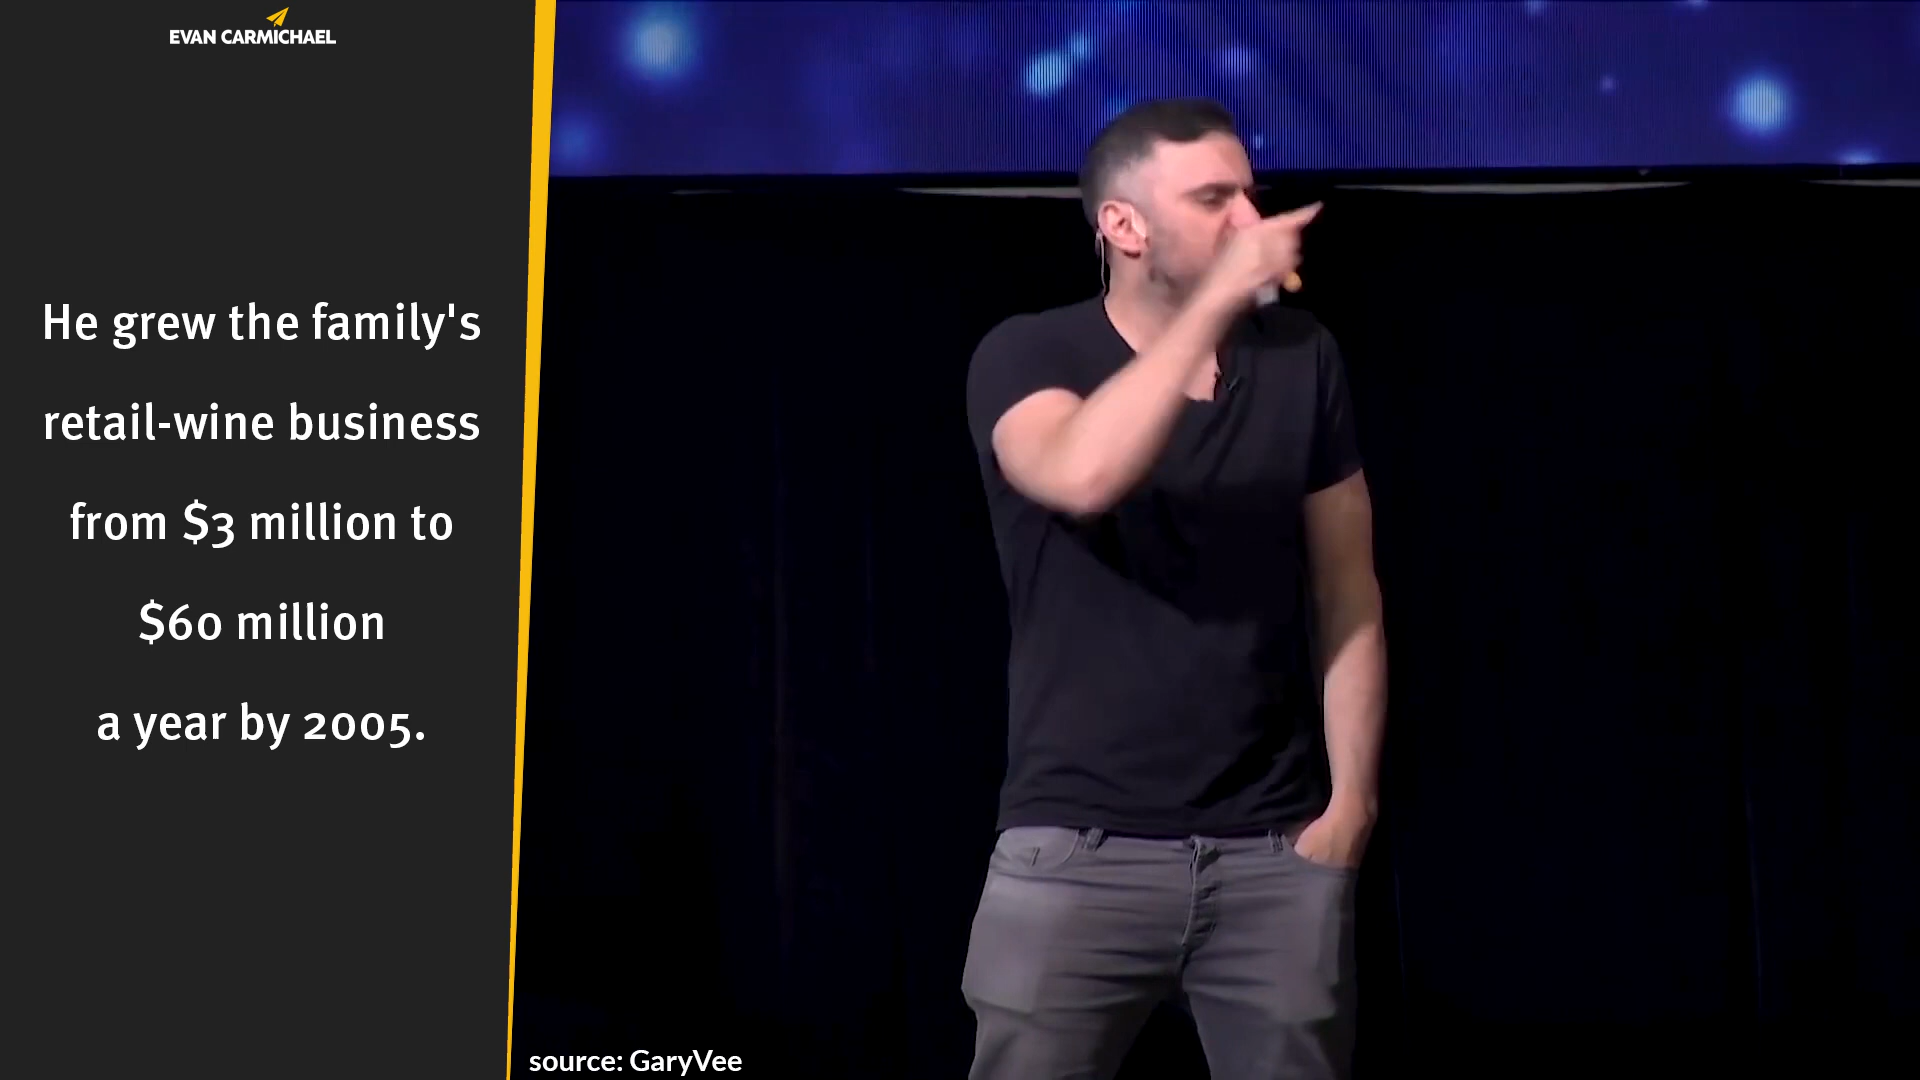 EVAN CARMICHAEL
He grew the family's
retail-wine business
from $3 million to
$60 million
a year by 2005.
source: GaryVee